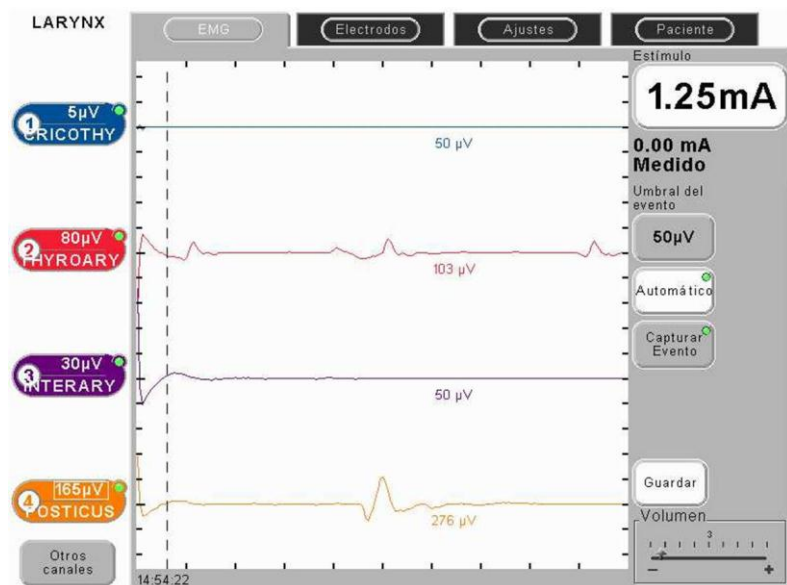 LARYNX
EMG
Electrodos
Ajustes
Paciente
Estímulo
1.25mA
0.00 mA
Medido
Umbral del
evento
50µV
Automático
Capturar
Evento
Guardar
Volumen
3
− +
1
5µV
CRICOTHY
50 µV
2
80µV
THYROARY
103 µV
3
30µV
INTERARY
50 µV
4
165µV
POSTICUS
276 µV
Otros
canales
14:54:22